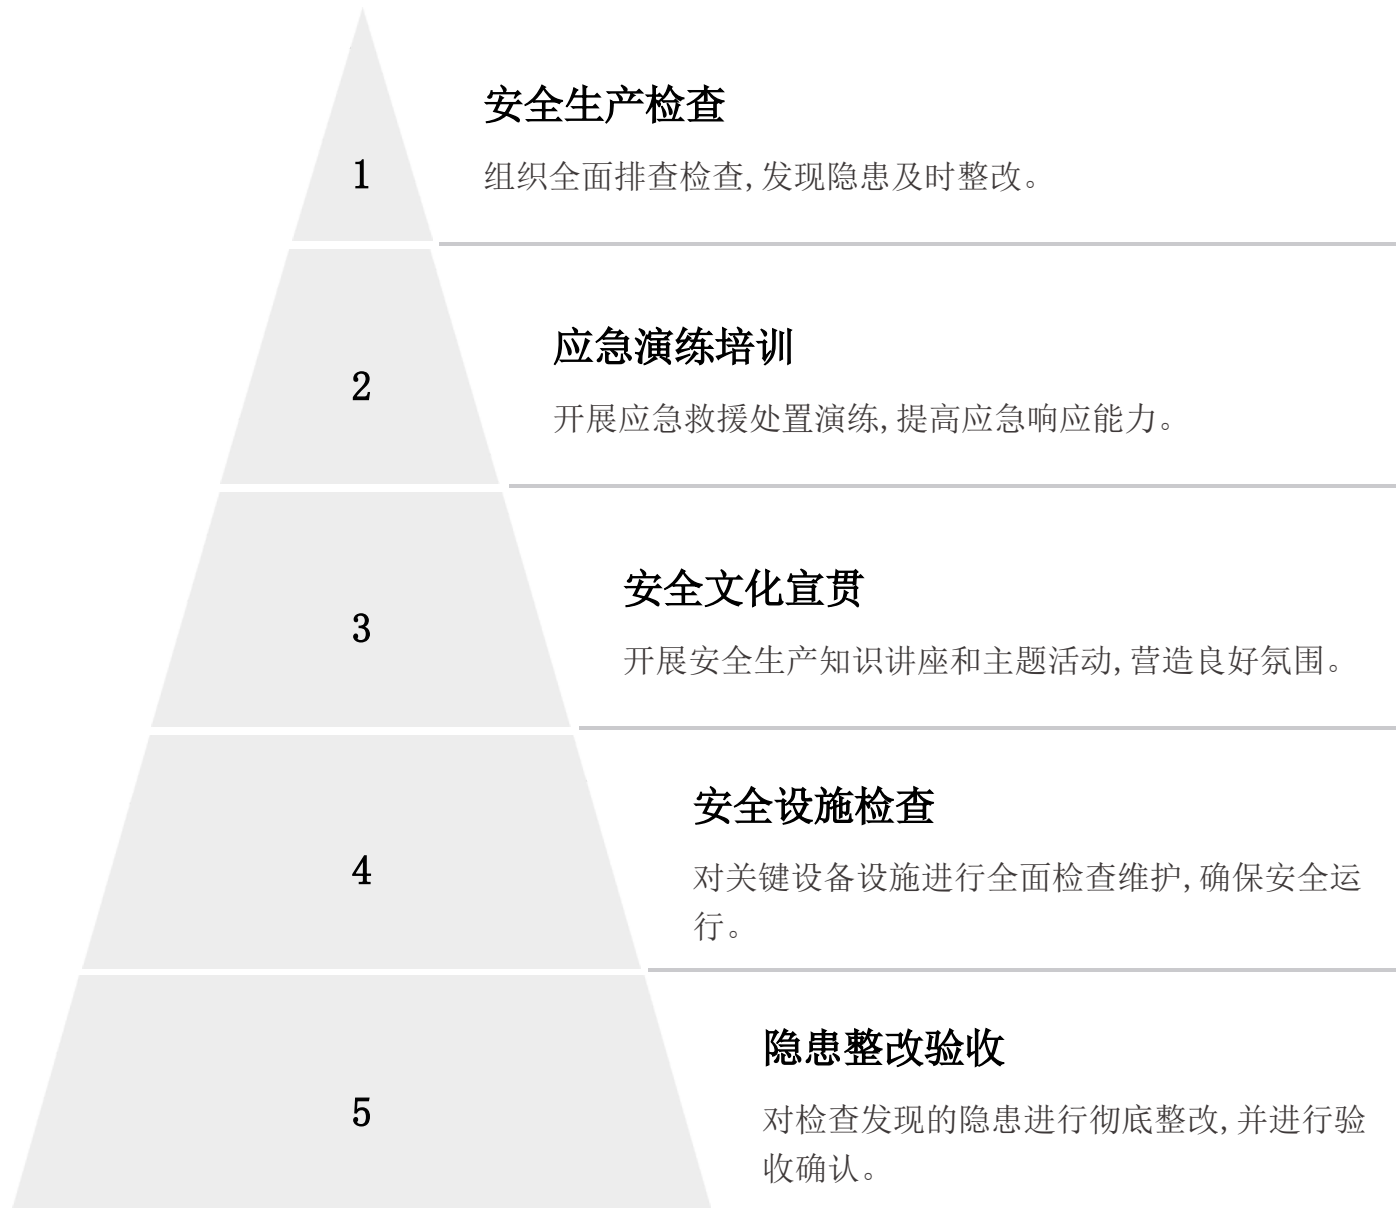 安全生产检查
1
组织全面排查检查,发现隐患及时整改。
应急演练培训
2
开展应急救援处置演练,提高应急响应能力。
安全文化宣贯
3
开展安全生产知识讲座和主题活动,营造良好氛围。
安全设施检查
4
对关键设备设施进行全面检查维护,确保安全运
行。
隐患整改验收
5
对检查发现的隐患进行彻底整改,并进行验
收确认。